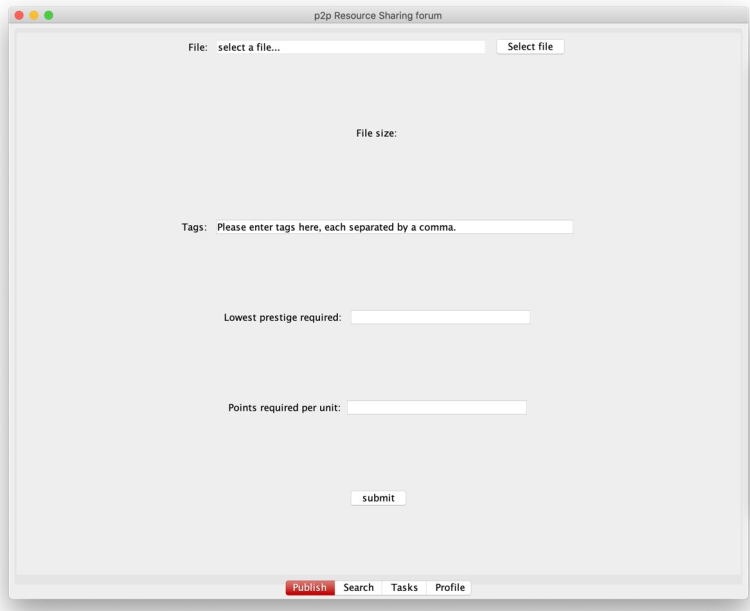 p2p Resource Sharing forum
File: select a file... Select file
File size:
Tags: Please enter tags here, each separated by a comma.
Lowest prestige required:
Points required per unit:
submit
Publish Search Tasks Profile